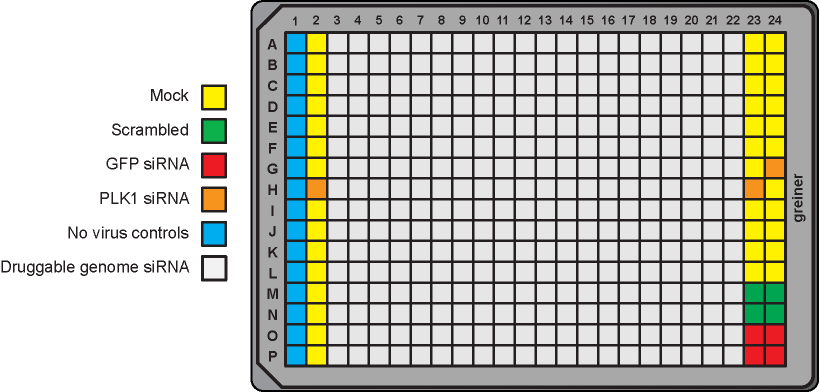 1 2 3 4 5 6 7 8 9 10 11 12 13 14 15 16 17 18 19 20 21 22 23 24
A
B
C
D
E
F
G
H
I
J
K
L
M
N
O
P
Mock
Scrambled
GFP siRNA
PLK1 siRNA
No virus controls
Druggable genome siRNA
greiner